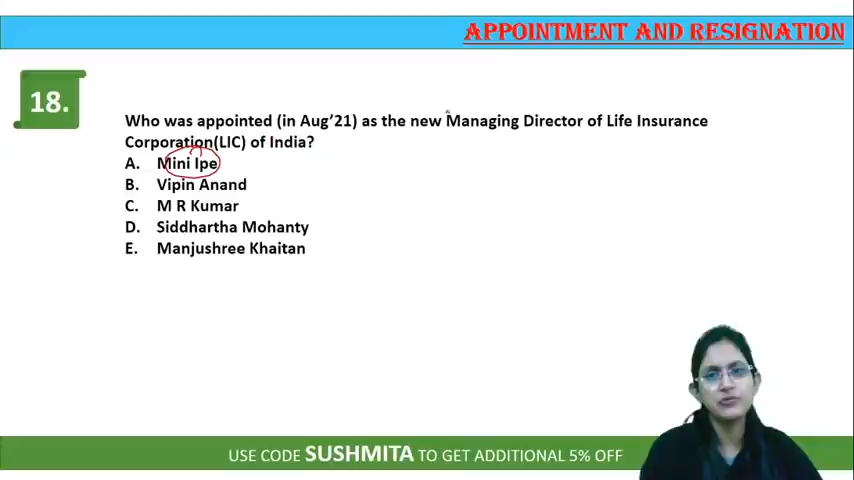 APPOINTMENT AND RESIGNATION
18.
Who was appointed (in Aug’21) as the new Managing Director of Life Insurance
Corporation(LIC) of India?
A. Mini Ipe
B. Vipin Anand
C. M R Kumar
D. Siddhartha Mohanty
E. Manjushree Khaitan
USE CODE SUSHMITA TO GET ADDITIONAL 5% OFF